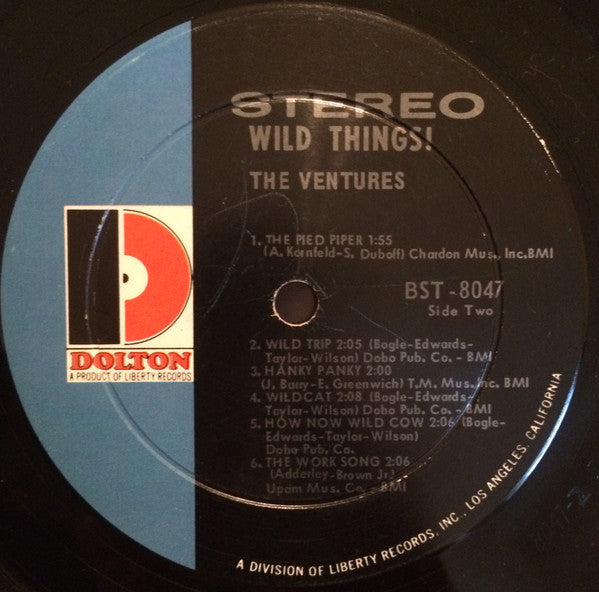 STEREO
WILD THINGS!
THE VENTURES
1. THE PIED PIPER 1:55
(A. Kornfeld-S. Duboff) Chardon Mus., Inc.BMI
BST-8047
Side Two
2. WILD TRIP 2:05 (Bogle-Edwards-
Taylor-Wilson) Dobo Pub. Co. - BMI
3. HANKY PANKY 2:00
(J. Barry-E. Greenwich) T.M. Mus. Inc. BMI
4. WILDCAT 2:08 (Bogle-Edwards-
Taylor-Wilson) Dobo Pub. Co. - BMI
5. HOW NOW WILD COW 2:06 (Bogle-
Edwards-Taylor-Wilson)
Dobo Pub, Co.
6. THE WORK SONG 2:06
(Adderley-Brown Jr.)
Upam Mus. Co. - BMI
DOLTON
A PRODUCT OF LIBERTY RECORDS
A DIVISION OF LIBERTY RECORDS, INC., LOS ANGELES, CALIFORNIA